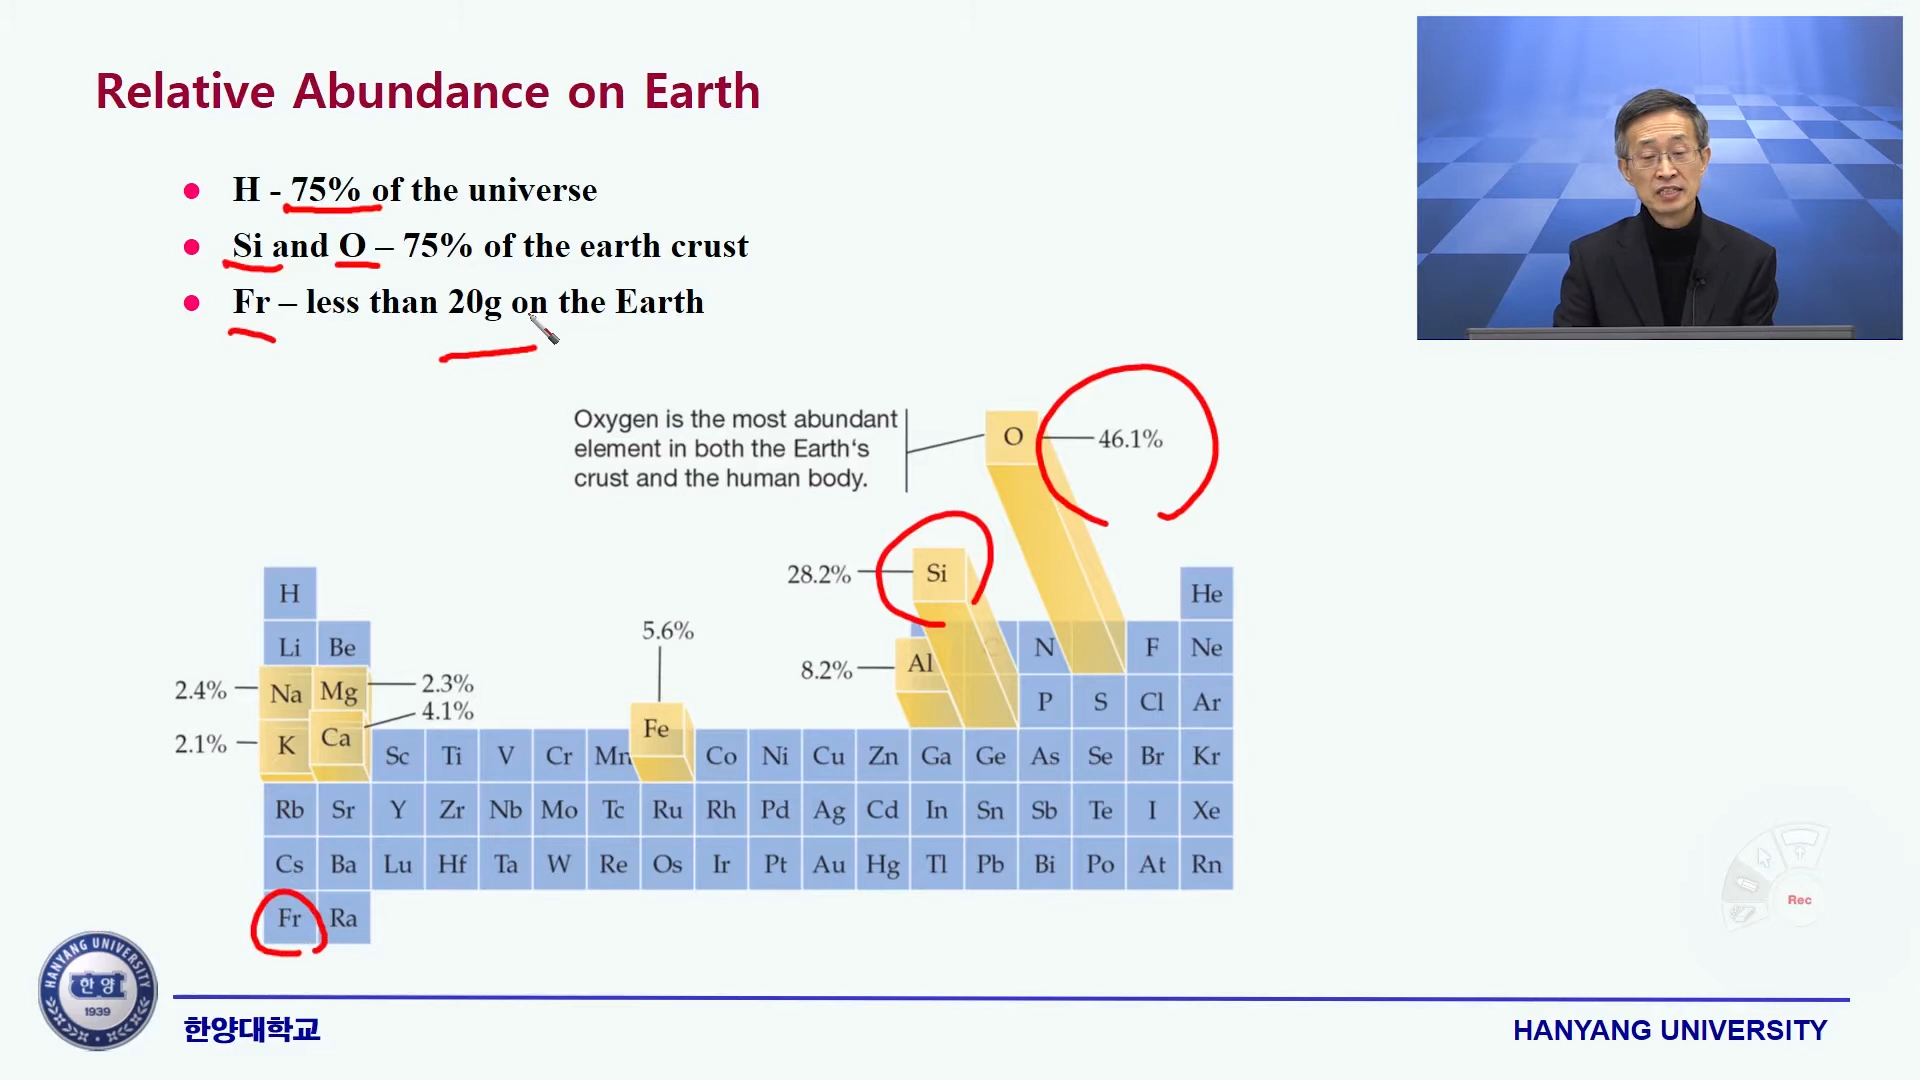 Relative Abundance on Earth
H - 75% of the universe
Si and O – 75% of the earth crust
Fr – less than 20g on the Earth
Oxygen is the most abundant
element in both the Earth‘s
crust and the human body.
O
46.1%
28.2%
Si
5.6%
8.2%
Al
H
He
Li Be
C N F Ne
2.4%
Na Mg
2.3%
4.1%
P S Cl Ar
2.1%
K Ca Sc Ti V Cr Mn Fe Co Ni Cu Zn Ga Ge As Se Br Kr
Rb Sr Y Zr Nb Mo Tc Ru Rh Pd Ag Cd In Sn Sb Te I Xe
Cs Ba Lu Hf Ta W Re Os Ir Pt Au Hg Tl Pb Bi Po At Rn
Fr Ra
Rec
HANYANG UNIVERSITY
한양
1939
한양대학교
HANYANG UNIVERSITY